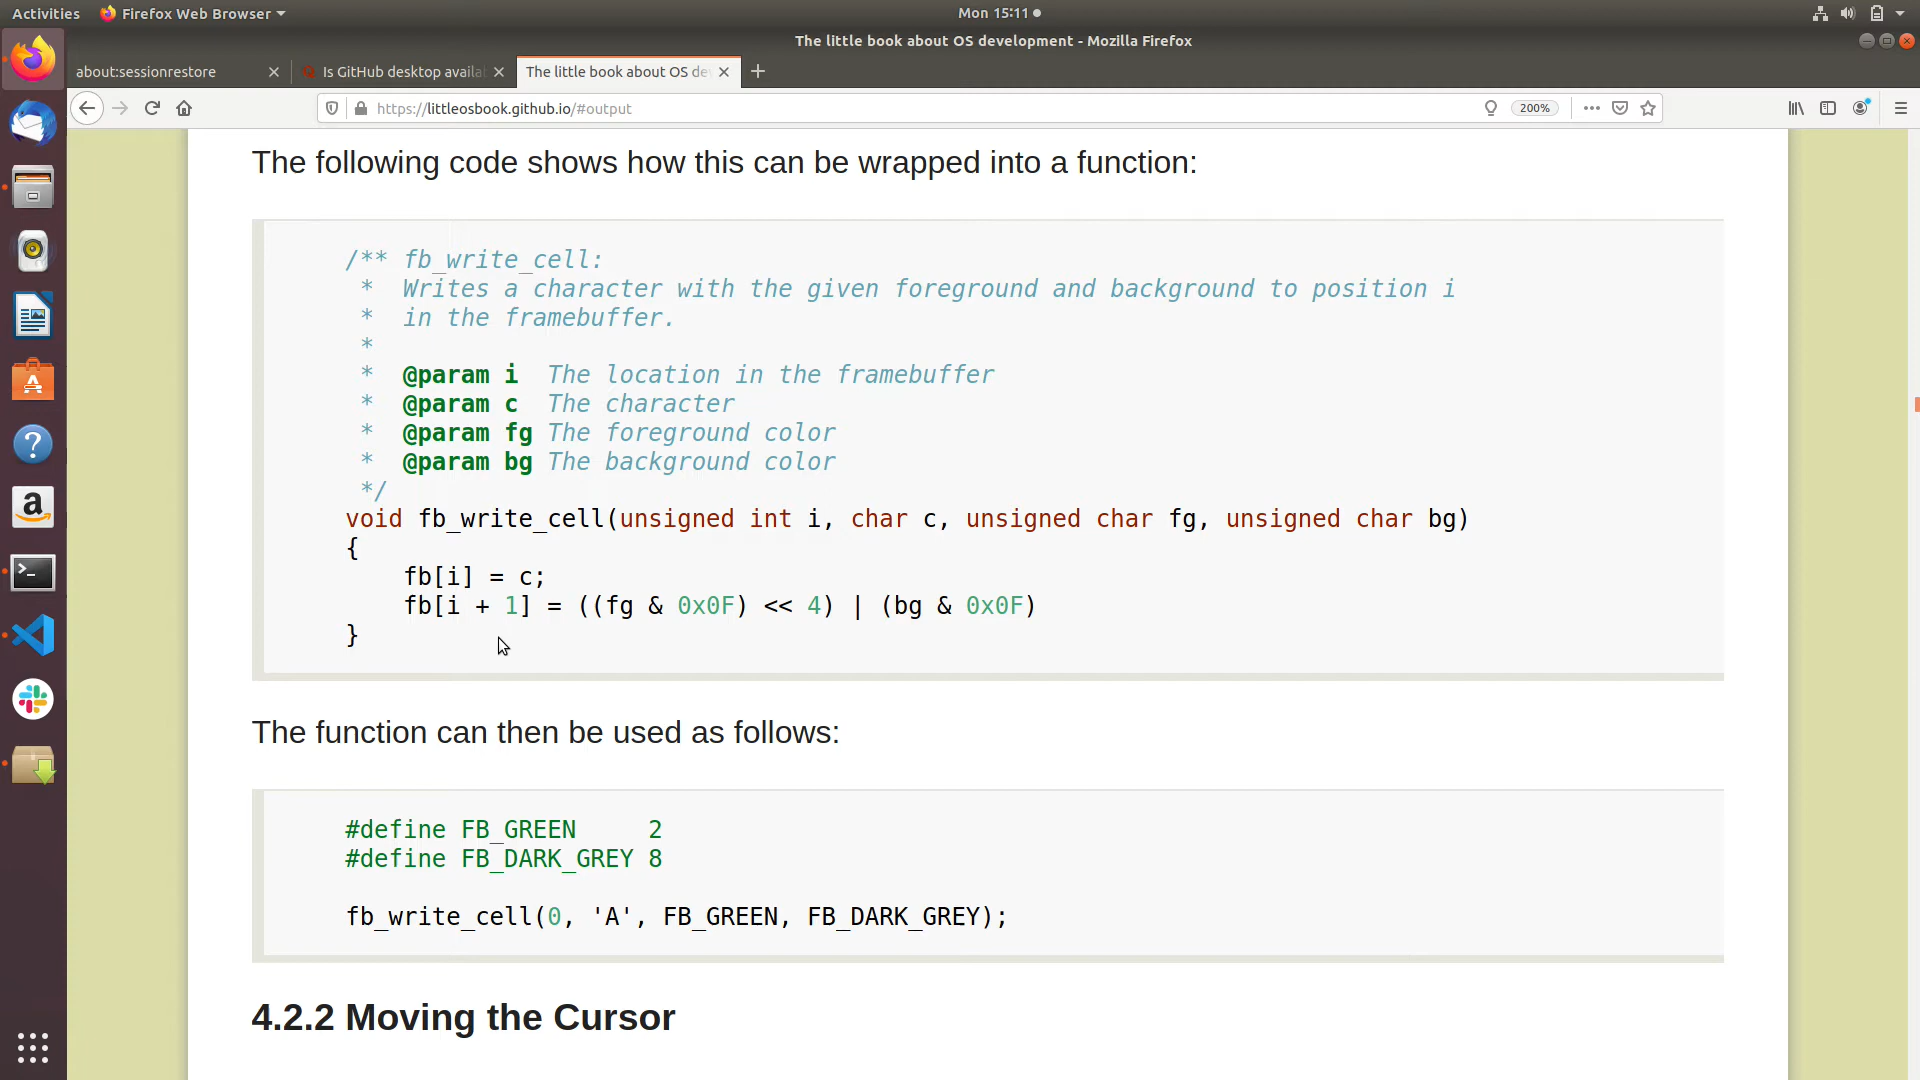 Activities
Firefox Web Browser
Mon 15:11
The little book about OS development - Mozilla Firefox
about:sessionrestore
Is GitHub desktop availa
The little book about OS de
https://littleosbook.github.io/#output
200%
The following code shows how this can be wrapped into a function:
/** fb_write_cell:
*  Writes a character with the given foreground and background to position i
*  in the framebuffer.
*
*  @param i  The location in the framebuffer
*  @param c  The character
*  @param fg The foreground color
*  @param bg The background color
*/
void fb_write_cell(unsigned int i, char c, unsigned char fg, unsigned char bg)
{
fb[i] = c;
fb[i + 1] = ((fg & 0x0F) << 4) | (bg & 0x0F)
}
The function can then be used as follows:
#define FB_GREEN     2
#define FB_DARK_GREY 8
fb_write_cell(0, 'A', FB_GREEN, FB_DARK_GREY);
4.2.2 Moving the Cursor